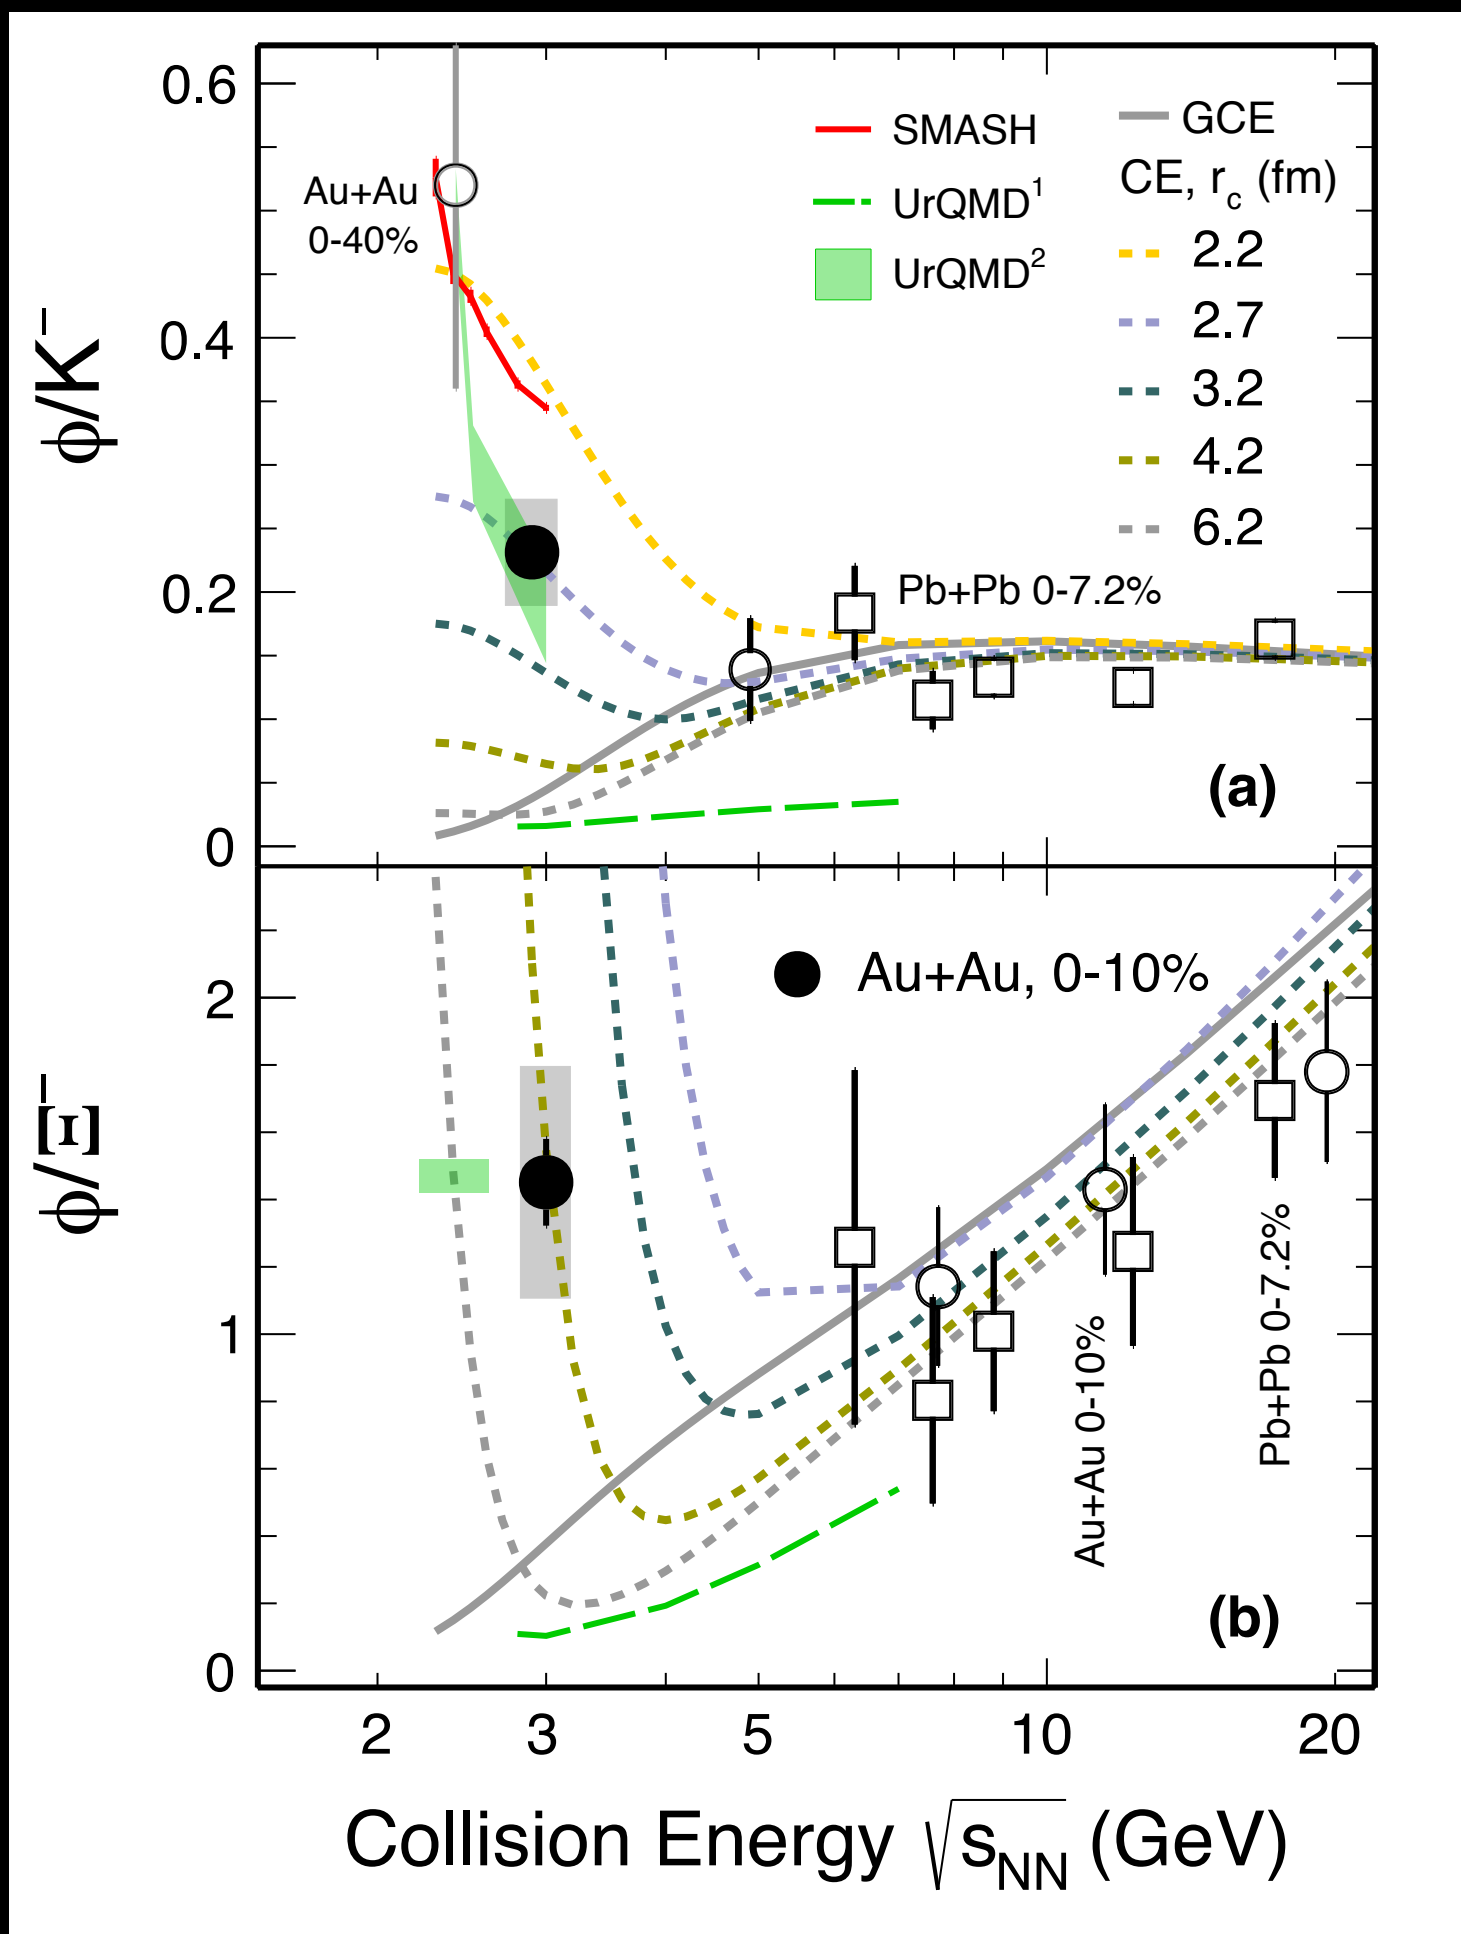 0.6
0.4
0.2
0
ϕ/K⁻
Au+Au
0-40%
SMASH
UrQMD¹
UrQMD²
GCE
CE, r_c (fm)
2.2
2.7
3.2
4.2
6.2
Pb+Pb 0-7.2%
(a)
2
1
0
ϕ/Ξ⁻
Au+Au, 0-10%
Au+Au 0-10%
Pb+Pb 0-7.2%
(b)
2 3 5 10 20
Collision Energy √s_NN (GeV)